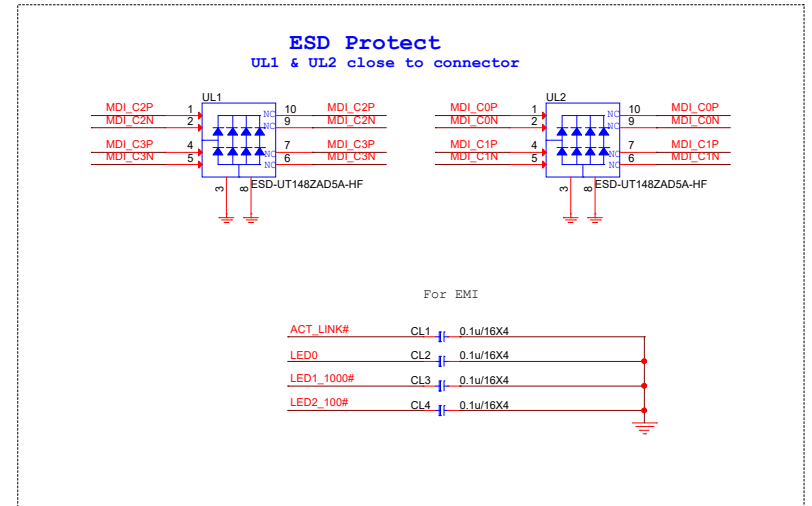 ESD Protect
UL1 & UL2 close to connector
UL1 UL2
MDI_C2P 1 NC 10 MDI_C2P MDI_C0P 1 NC 10 MDI_C0P
MDI_C2N 2 9 MDI_C2N MDI_C0N 2 9 MDI_C0N
MDI_C3P 4 NC 7 MDI_C3P MDI_C1P 4 NC 7 MDI_C1P
MDI_C3N 5 NC 6 MDI_C3N MDI_C1N 5 NC 6 MDI_C1N
3 8 ESD-UT148ZAD5A-HF 3 8 ESD-UT148ZAD5A-HF
For EMI
ACT_LINK# CL1 0.1u/16X4
LED0 CL2 0.1u/16X4
LED1_1000# CL3 0.1u/16X4
LED2_100# CL4 0.1u/16X4